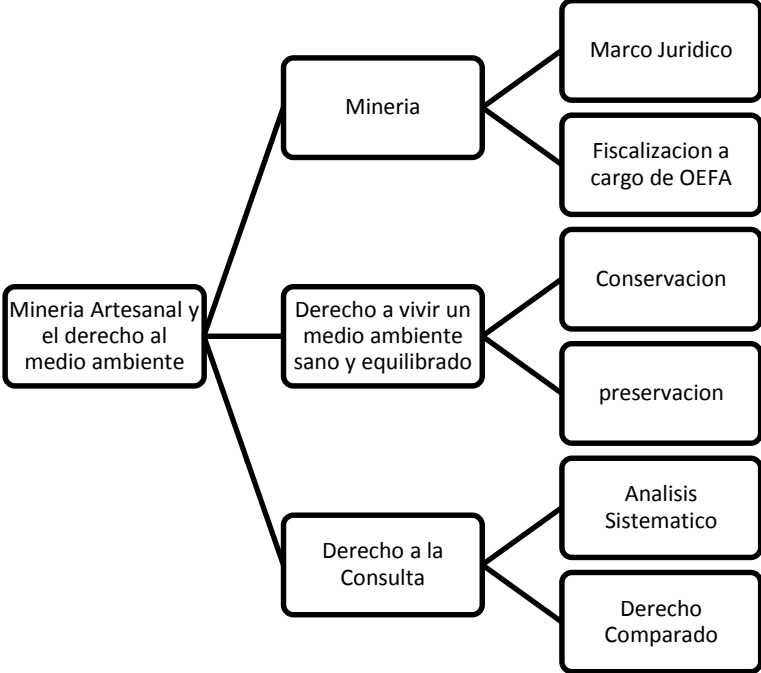 Mineria Artesanal y
el derecho al
medio ambiente
Mineria
Marco Juridico
Fiscalizacion a
cargo de OEFA
Derecho a vivir un
medio ambiente
sano y equilibrado
Conservacion
preservacion
Derecho a la
Consulta
Analisis
Sistematico
Derecho
Comparado